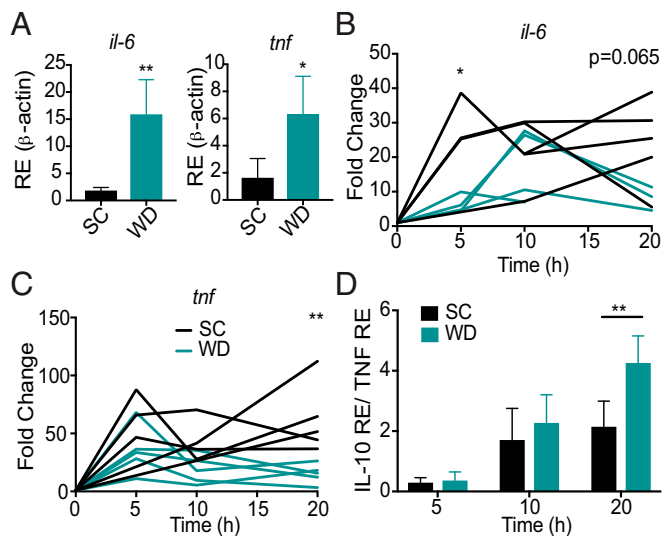 A
il-6
RE (β-actin)
25
20
15
10
5
0
**
SC
WD
tnf
RE (β-actin)
10
8
6
4
2
0
*
SC
WD
B
il-6
p=0.065
*
Fold Change
50
40
30
20
10
0
0
5
10
15
20
Time (h)
C
tnf
Fold Change
150
100
50
0
SC
WD
**
0
5
10
15
20
Time (h)
D
IL-10 RE/ TNF RE
6
4
2
0
SC
WD
**
5
10
20
Time (h)